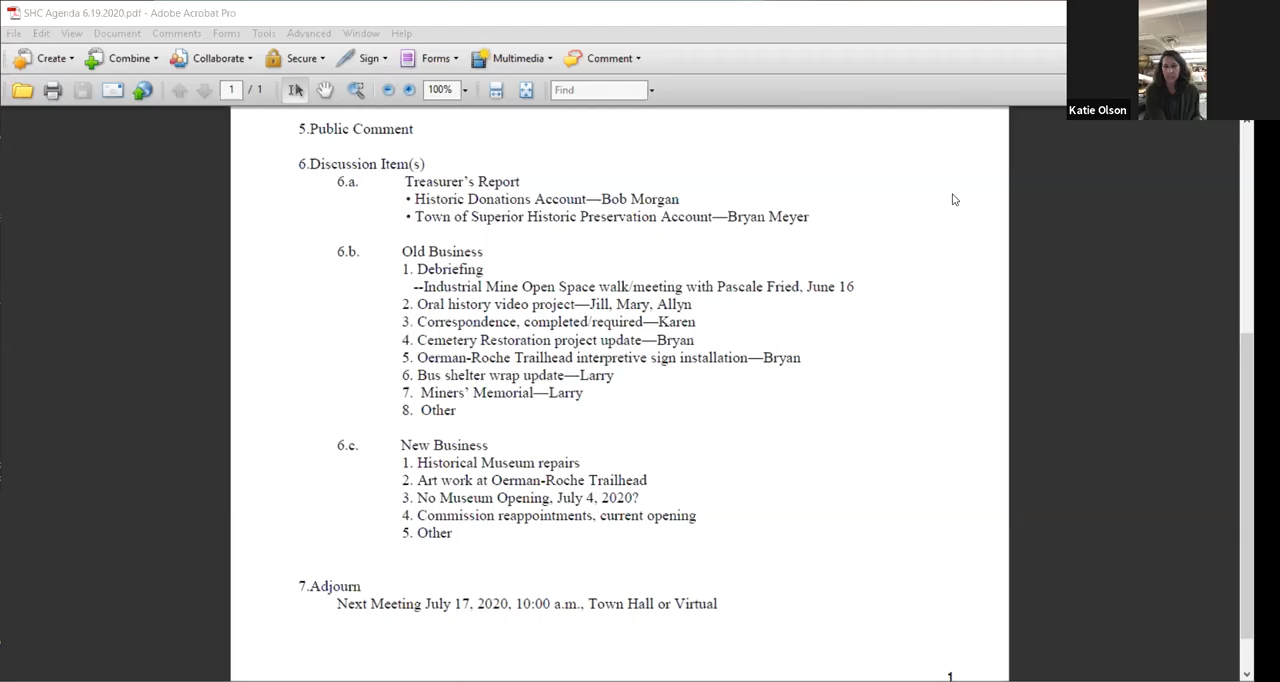 SHC Agenda 6.19.2020.pdf - Adobe Acrobat Pro
File Edit View Document Comments Forms Tools Advanced Window Help
Create Combine Collaborate Secure Sign Forms Multimedia Comment
1 / 1 100% Find
Katie Olson
5.Public Comment
6.Discussion Item(s)
6.a. Treasurer's Report
• Historic Donations Account—Bob Morgan
• Town of Superior Historic Preservation Account—Bryan Meyer
6.b. Old Business
1. Debriefing
--Industrial Mine Open Space walk/meeting with Pascale Fried, June 16
2. Oral history video project—Jill, Mary, Allyn
3. Correspondence, completed/required—Karen
4. Cemetery Restoration project update—Bryan
5. Oerman-Roche Trailhead interpretive sign installation—Bryan
6. Bus shelter wrap update—Larry
7. Miners' Memorial—Larry
8. Other
6.c. New Business
1. Historical Museum repairs
2. Art work at Oerman-Roche Trailhead
3. No Museum Opening, July 4, 2020?
4. Commission reappointments, current opening
5. Other
7.Adjourn
Next Meeting July 17, 2020, 10:00 a.m., Town Hall or Virtual
1